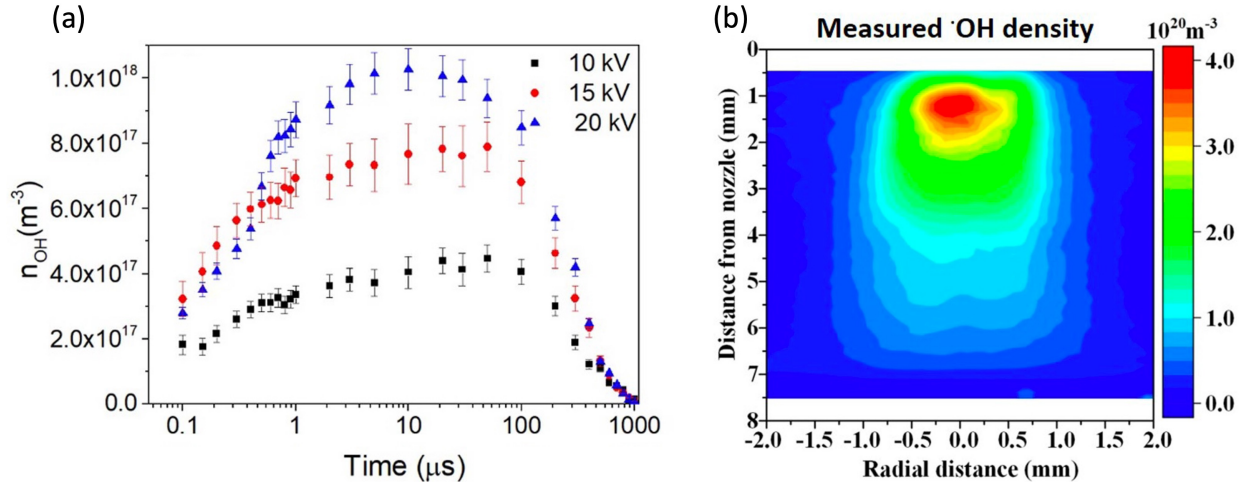 (a)
1.0x10¹⁸
8.0x10¹⁷
6.0x10¹⁷
4.0x10¹⁷
2.0x10¹⁷
0.0
n_OH(m⁻³)
10 kV
15 kV
20 kV
0.1 1 10 100 1000
Time (μs)
(b)
Measured ˙OH density
10²⁰m⁻³
0
1
2
3
4
5
6
7
8
Distance from nozzle (mm)
-2.0 -1.5 -1.0 -0.5 0.0 0.5 1.0 1.5 2.0
Radial distance (mm)
4.0
3.0
2.0
1.0
0.0